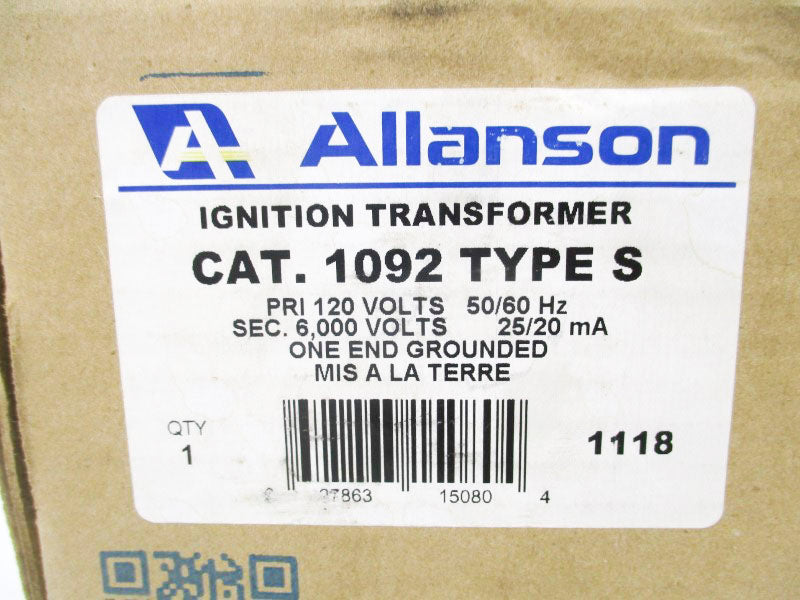 Allanson
IGNITION TRANSFORMER
CAT. 1092 TYPE S
PRI 120 VOLTS 50/60 Hz
SEC. 6,000 VOLTS 25/20 mA
ONE END GROUNDED
MIS A LA TERRE
QTY
1
1118
27863 15080 4